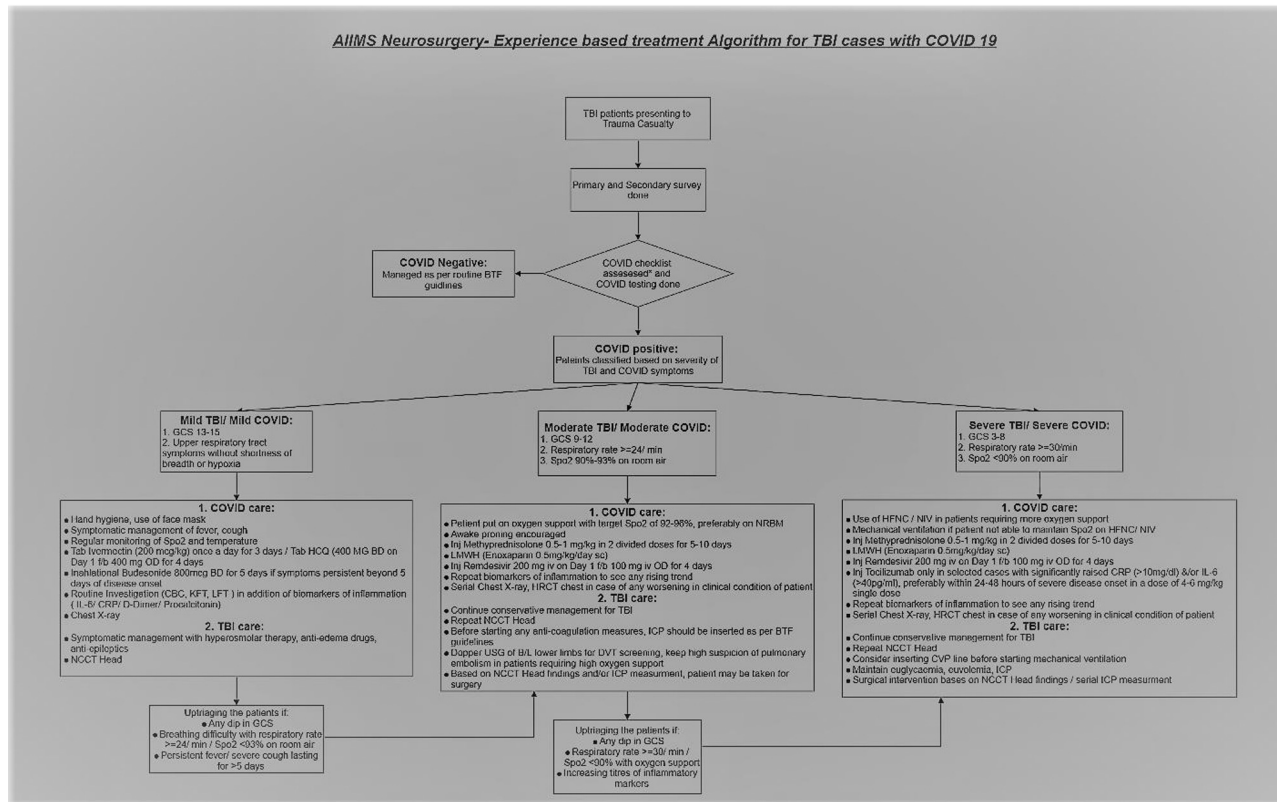 AIIMS Neurosurgery- Experience based treatment Algorithm for TBI cases with COVID 19
TBI patients presenting to
Trauma Casualty
Primary and Secondary survey
done
COVID checklist
assesesed* and
COVID testing done
COVID Negative:
Managed as per routine BTF
guidlines
COVID positive:
Pateints classified based on severity of
TBI and COVID symptoms
Mild TBI/ Mild COVID:
1. GCS 13-15
2. Upper respiratory tract
symptoms without shortness of
breadth or hypoxia
Moderate TBI/ Moderate COVID:
1. GCS 9-12
2. Respiratory rate >=24/ min
3. Spo2 90%-93% on room air
Severe TBI/ Severe COVID:
1. GCS 3-8
2. Respiratory rate >=30/min
3. Spo2 <90% on room air
1. COVID care:
● Hand hygiene, use of face mask
● Symptomatic management of fever, cough
● Regular monitoring of Spo2 and temperature
● Tab Ivermectin (200 mcg/kg) once a day for 3 days / Tab HCQ (400 MG BD on
Day 1 f/b 400 mg OD for 4 days
● Inahlational Budesonide 800mcg BD for 5 days if symptoms persistent beyond 5
days of disease onset
● Routine Investigation (CBC, KFT, LFT ) in addition of biomarkers of inflammation
( IL-6/ CRP/ D-Dimer/ Procalcitonin)
● Chest X-ray
2. TBI care:
● Symptomatic management with hyperosmolar therapy, anti-edema drugs,
anti-epileptics
● NCCT Head
1. COVID care:
● Patient put on oxygen support with target Spo2 of 92-96%, preferably on NRBM
● Awake proning encouraged
● Inj Methyprednisolone 0.5-1 mg/kg in 2 divided doses for 5-10 days
● LMWH (Enoxaparin 0.5mg/kg/day sc)
● Inj Remdesivir 200 mg iv on Day 1 f/b 100 mg iv OD for 4 days
● Repeat biomarkers of inflammation to see any rising trend
● Serial Chest X-ray, HRCT chest in case of any worsening in clinical condition of patient
2. TBI care:
● Continue conservative management for TBI
● Repeat NCCT Head
● Before starting any anti-coagulation measures, ICP should be inserted as per BTF
guidelines
● Dopper USG of B/L lower limbs for DVT screening, keep high suspicion of pulmonary
embolism in patients requiring high oxygen support
● Based on NCCT Head findings and/or ICP measurment, patient may be taken for
surgery
1. COVID care:
● Use of HFNC / NIV in patients requiring more oxygen support
● Mechanical ventilation if patient not able to maintain Spo2 on HFNC/ NIV
● Inj Methyprednisolone 0.5-1 mg/kg in 2 divided doses for 5-10 days
● LMWH (Enoxaparin 0.5mg/kg/day sc)
● Inj Remdesivir 200 mg iv on Day 1 f/b 100 mg iv OD for 4 days
● Inj Tocilizumab only in selected cases with significantly raised CRP (>10mg/dl) &/or IL-6
(>40pg/ml), preferably within 24-48 hours of severe disease onset in a dose of 4-6 mg/kg
single dose
● Repeat biomarkers of inflammation to see any rising trend
● Serial Chest X-ray, HRCT chest in case of any worsening in clinical condition of patient
2. TBI care:
● Continue conservative management for TBI
● Repeat NCCT Head
● Consider inserting CVP line before starting mechanical ventilation
● Maintain euglycaemia, euvolemia, ICP
● Surgical intervention bases on NCCT Head findings / serial ICP measurment
Uptriaging the patients if:
● Any dip in GCS
● Breathing difficulty with respiratory rate
>=24/ min / Spo2 <93% on room air
● Persistent fever/ severe cough lasting
for >5 days
Uptriaging the patients if:
● Any dip in GCS
● Respiratory rate >=30/ min /
Spo2 <90% with oxygen support
● Increasing titres of inflammatory
markers